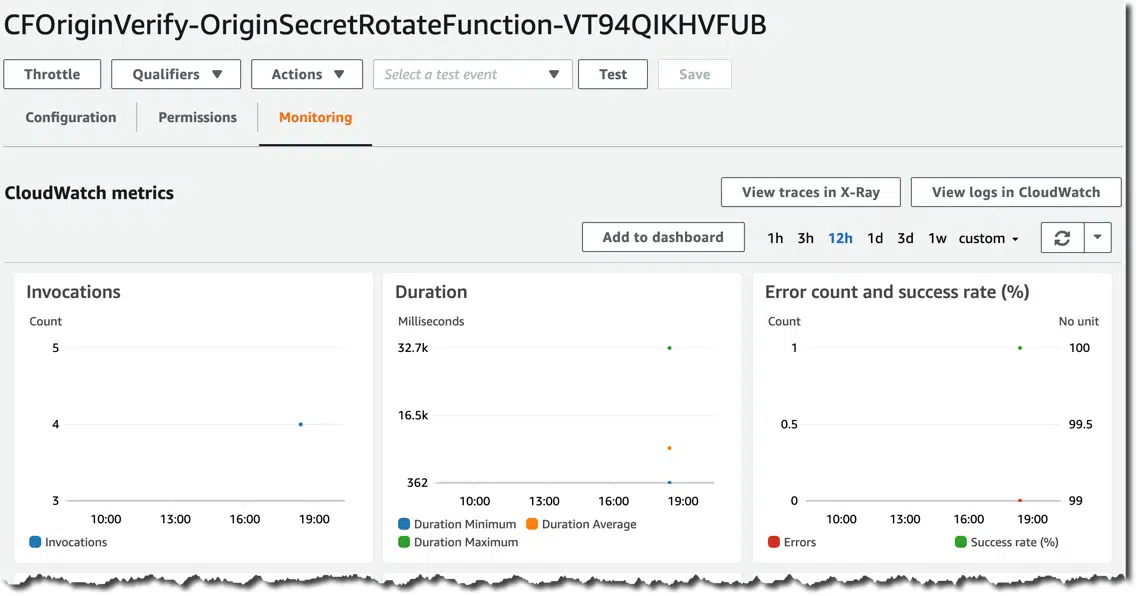 CFOriginVerify-OriginSecretRotateFunction-VT94QIKHVFUB
Throttle Qualifiers Actions Select a test event Test Save
Configuration Permissions Monitoring
CloudWatch metrics View traces in X-Ray View logs in CloudWatch
Add to dashboard 1h 3h 12h 1d 3d 1w custom
Invocations
Count
5
4
3
10:00 13:00 16:00 19:00
Invocations
Duration
Milliseconds
32.7k
16.5k
362
10:00 13:00 16:00 19:00
Duration Minimum Duration Average
Duration Maximum
Error count and success rate (%)
Count No unit
1 100
0.5 99.5
0 99
10:00 13:00 16:00 19:00
Errors Success rate (%)